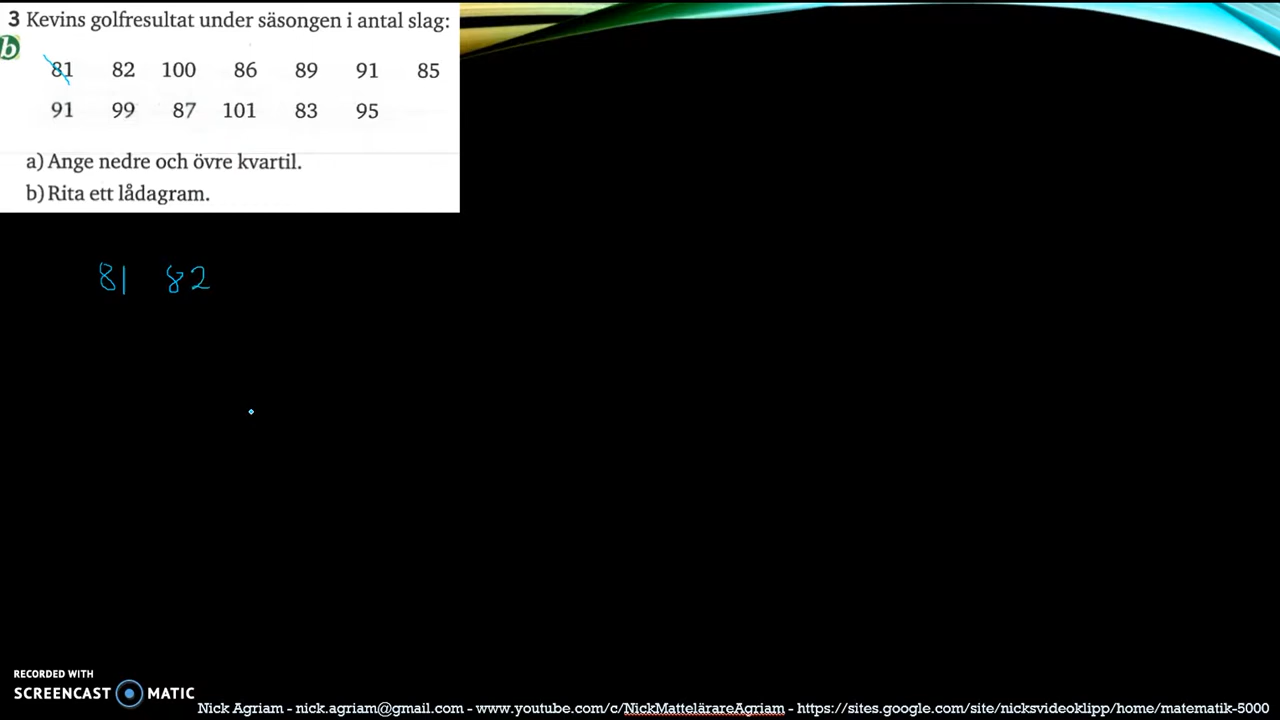 3 Kevins golfresultat under säsongen i antal slag:
b
81 82 100 86 89 91 85
91 99 87 101 83 95
a) Ange nedre och övre kvartil.
b) Rita ett lådagram.
81 82
RECORDED WITH
SCREENCAST MATIC
Nick Agriam - nick.agriam@gmail.com - www.youtube.com/c/NickMattelärareAgriam - https://sites.google.com/site/nicksvideoklipp/home/matematik-5000